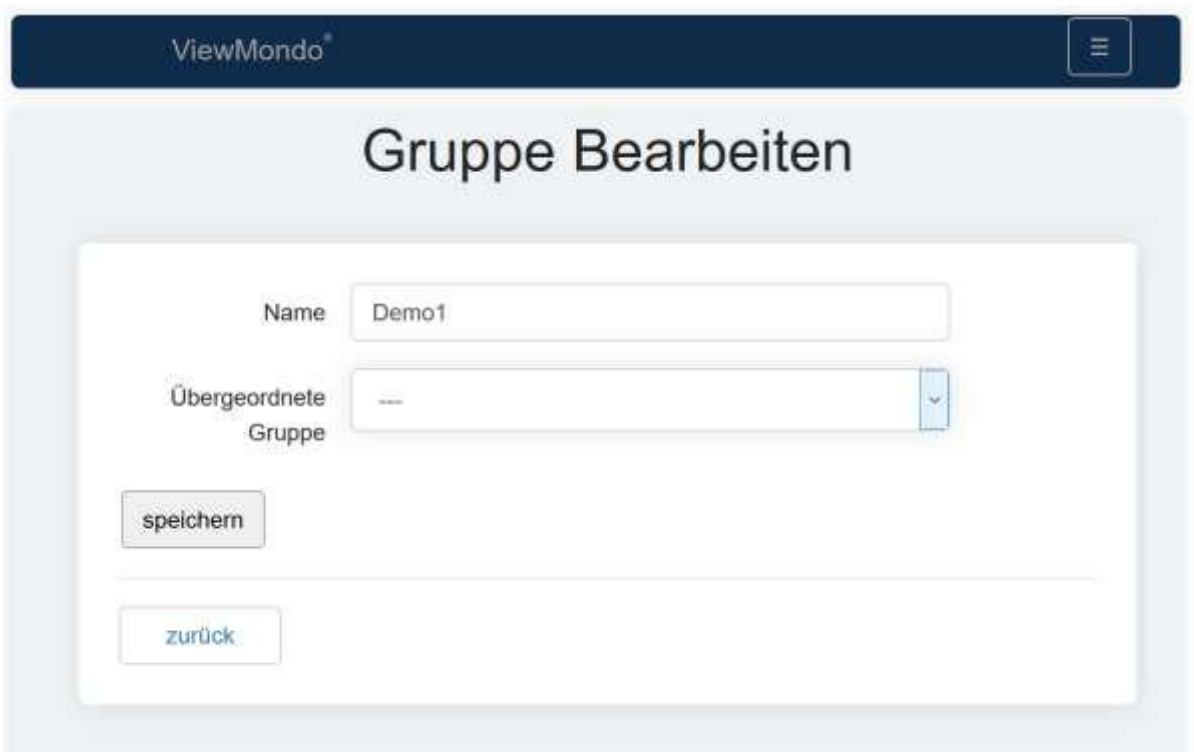 ViewMondo®
Gruppe Bearbeiten
Name
Demo1
Übergeordnete
Gruppe
---
speichern
zurück